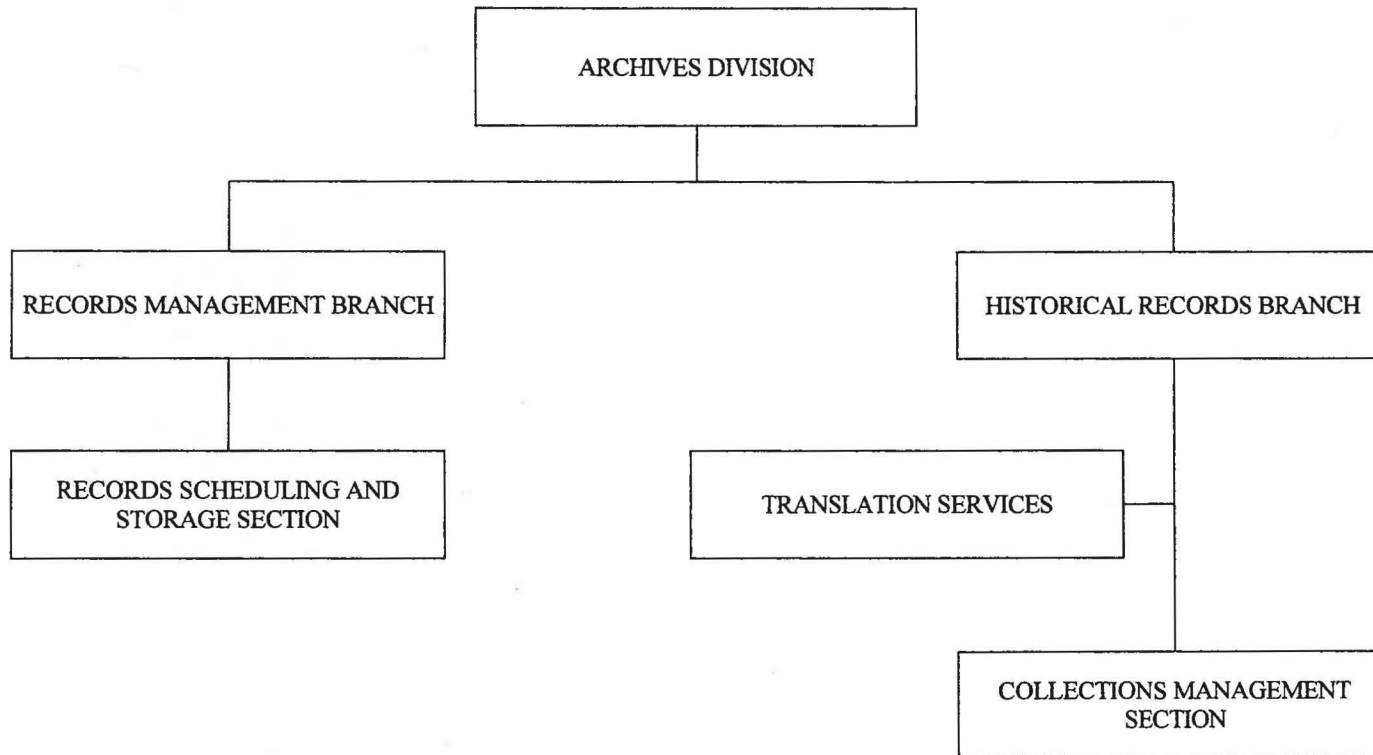 ARCHIVES DIVISION
RECORDS MANAGEMENT BRANCH
HISTORICAL RECORDS BRANCH
RECORDS SCHEDULING AND
STORAGE SECTION
TRANSLATION SERVICES
COLLECTIONS MANAGEMENT
SECTION